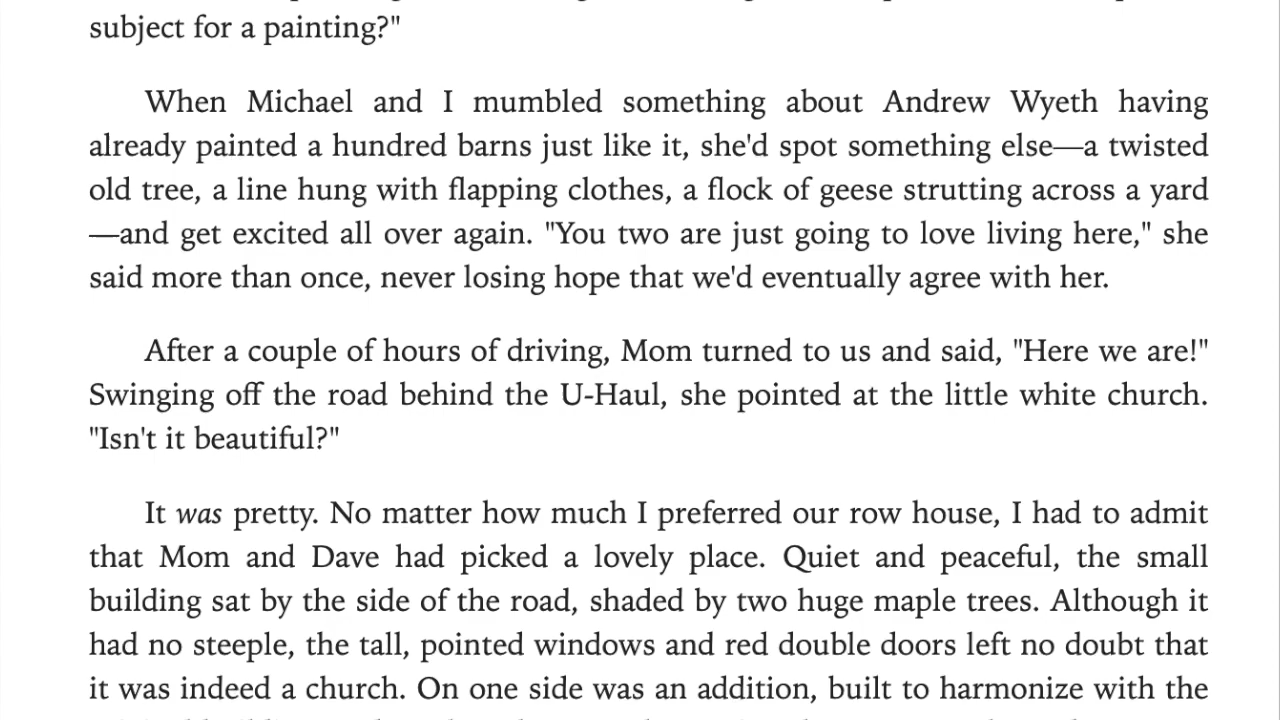 subject for a painting?"
When Michael and I mumbled something about Andrew Wyeth having
already painted a hundred barns just like it, she'd spot something else—a twisted
old tree, a line hung with flapping clothes, a flock of geese strutting across a yard
—and get excited all over again. "You two are just going to love living here," she
said more than once, never losing hope that we'd eventually agree with her.
After a couple of hours of driving, Mom turned to us and said, "Here we are!"
Swinging off the road behind the U-Haul, she pointed at the little white church.
"Isn't it beautiful?"
It was pretty. No matter how much I preferred our row house, I had to admit
that Mom and Dave had picked a lovely place. Quiet and peaceful, the small
building sat by the side of the road, shaded by two huge maple trees. Although it
had no steeple, the tall, pointed windows and red double doors left no doubt that
it was indeed a church. On one side was an addition, built to harmonize with the